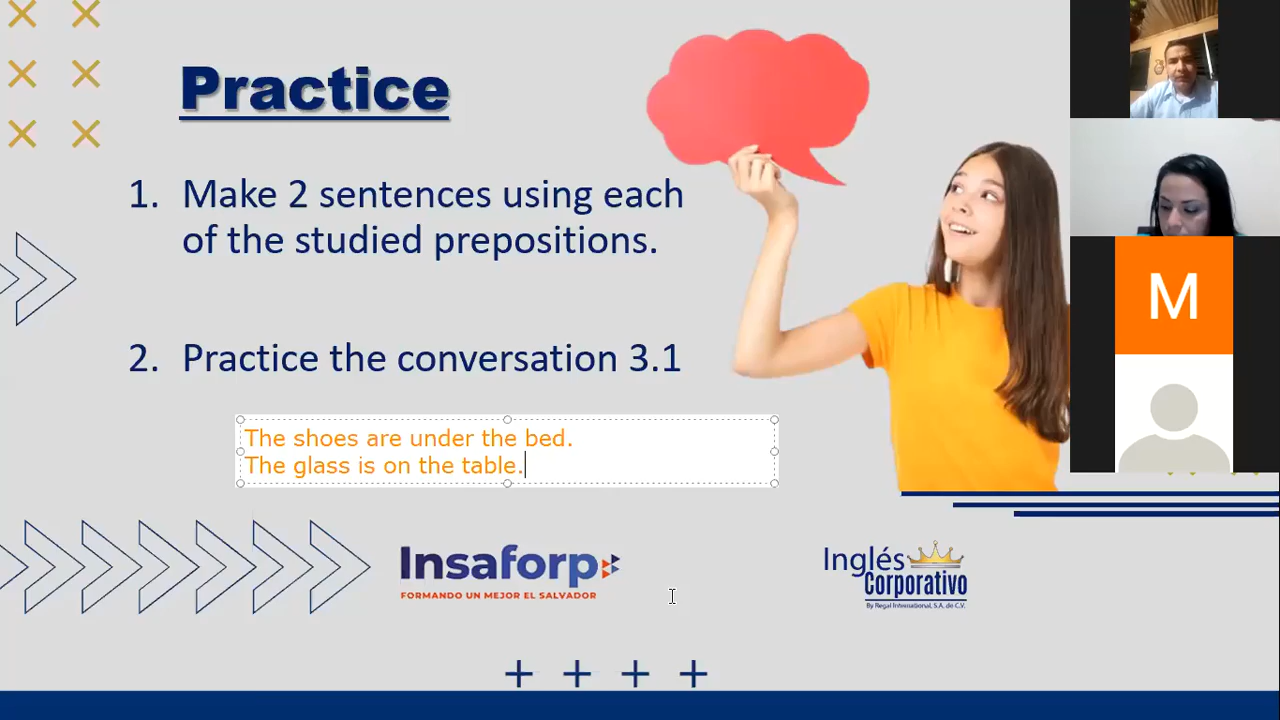 Practice
1. Make 2 sentences using each
of the studied prepositions.
2. Practice the conversation 3.1
The shoes are under the bed.
The glass is on the table.
Insaforp
FORMANDO UN MEJOR EL SALVADOR
Inglés
Corporativo
By Regal International, S.A. de C.V.
M